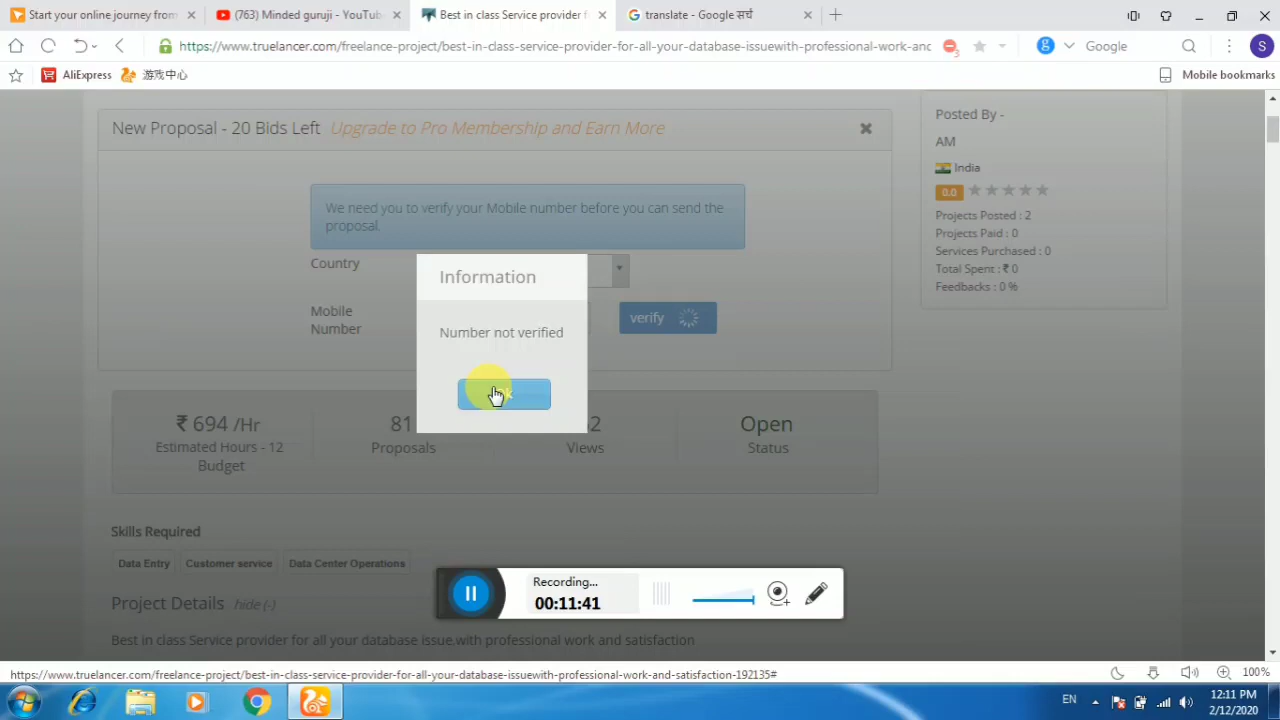 Start your online journey from
(763) Minded guruji - YouTub
Best in class Service provider f
translate - Google सर्च
https://www.truelancer.com/freelance-project/best-in-class-service-provider-for-all-your-database-issuewith-professional-work-anc
3
Google
S
AliExpress
游戏中心
Mobile bookmarks
New Proposal - 20 Bids Left Upgrade to Pro Membership and Earn More
We need you to verify your Mobile number before you can send the
proposal.
Country
Mobile
Number
verify
Information
Number not verified
Posted By -
AM
India
0.0
Projects Posted : 2
Projects Paid : 0
Services Purchased : 0
Total Spent : ₹ 0
Feedbacks : 0 %
₹ 694 /Hr
Estimated Hours - 12
Budget
81
Proposals
Views
Open
Status
Skills Required
Data Entry
Customer service
Data Center Operations
Project Details hide (-)
Best in class Service provider for all your database issue.with professional work and satisfaction
Recording...
00:11:41
https://www.truelancer.com/freelance-project/best-in-class-service-provider-for-all-your-database-issuewith-professional-work-and-satisfaction-192135#
100%
EN
12:11 PM
2/12/2020